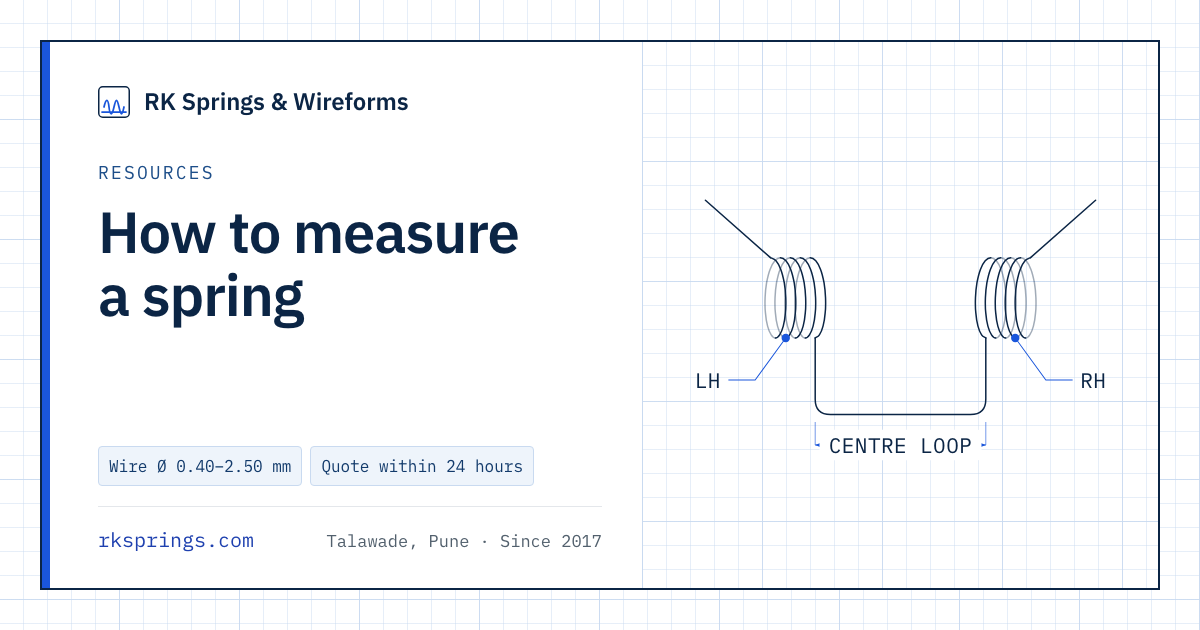 RK Springs & Wireforms
RESOURCES
How to measure
a spring
Wire Ø 0.40–2.50 mm
Quote within 24 hours
rksprings.com
Talawade, Pune · Since 2017
LH
RH
CENTRE LOOP